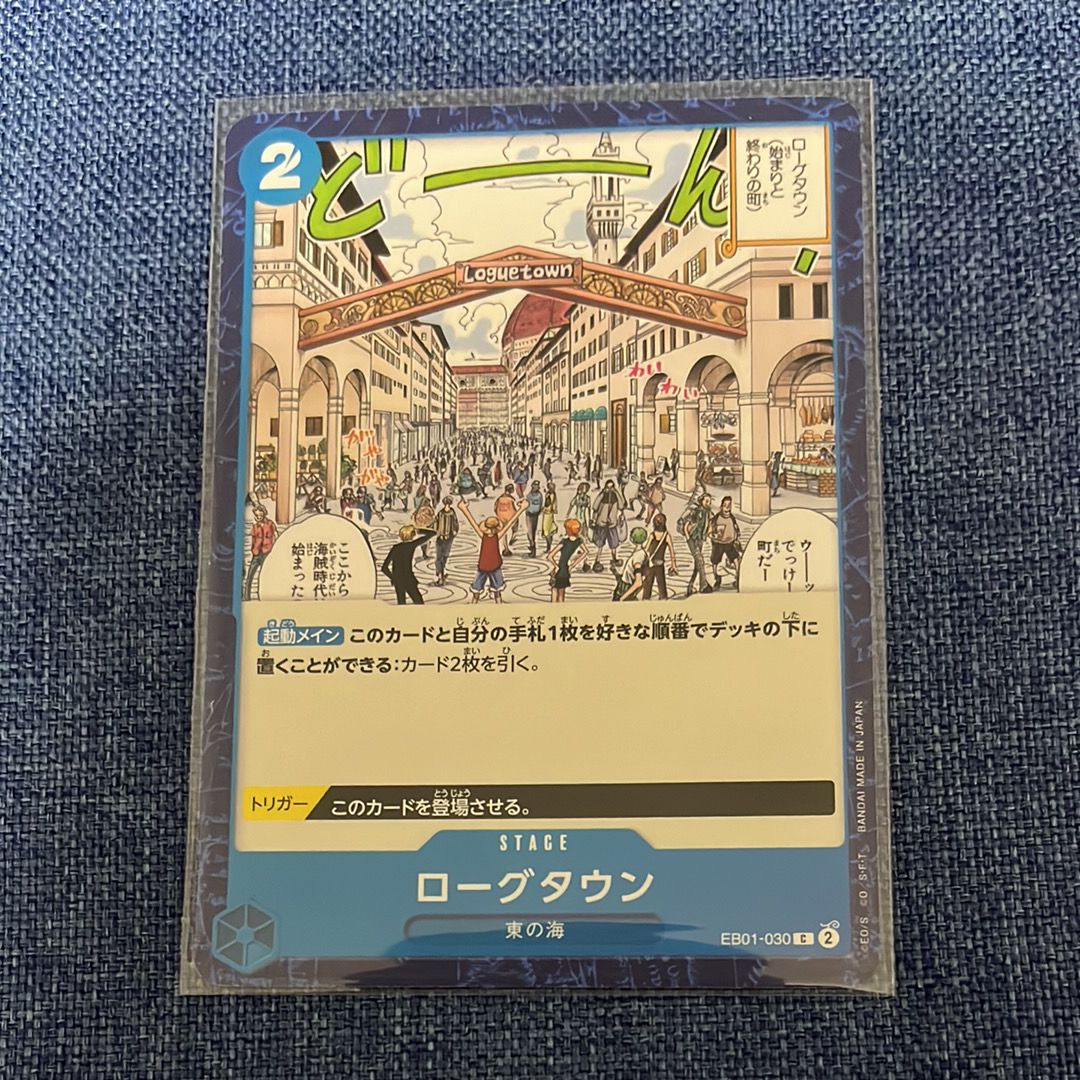 2
どーん
ローグタウン
(始まりと
終わりの町)
Loguetown
わい
わい
がや
がや
ここから
海賊時代は
始まった
ウーーッ
でっけー
町だー
起動メイン このカードと自分の手札1枚を好きな順番でデッキの下に
置くことができる:カード2枚を引く。
トリガー このカードを登場させる。
STAGE
ローグタウン
東の海
EB01-030 C 2
©EO/S ©O/S・F・T BANDAI MADE IN JAPAN